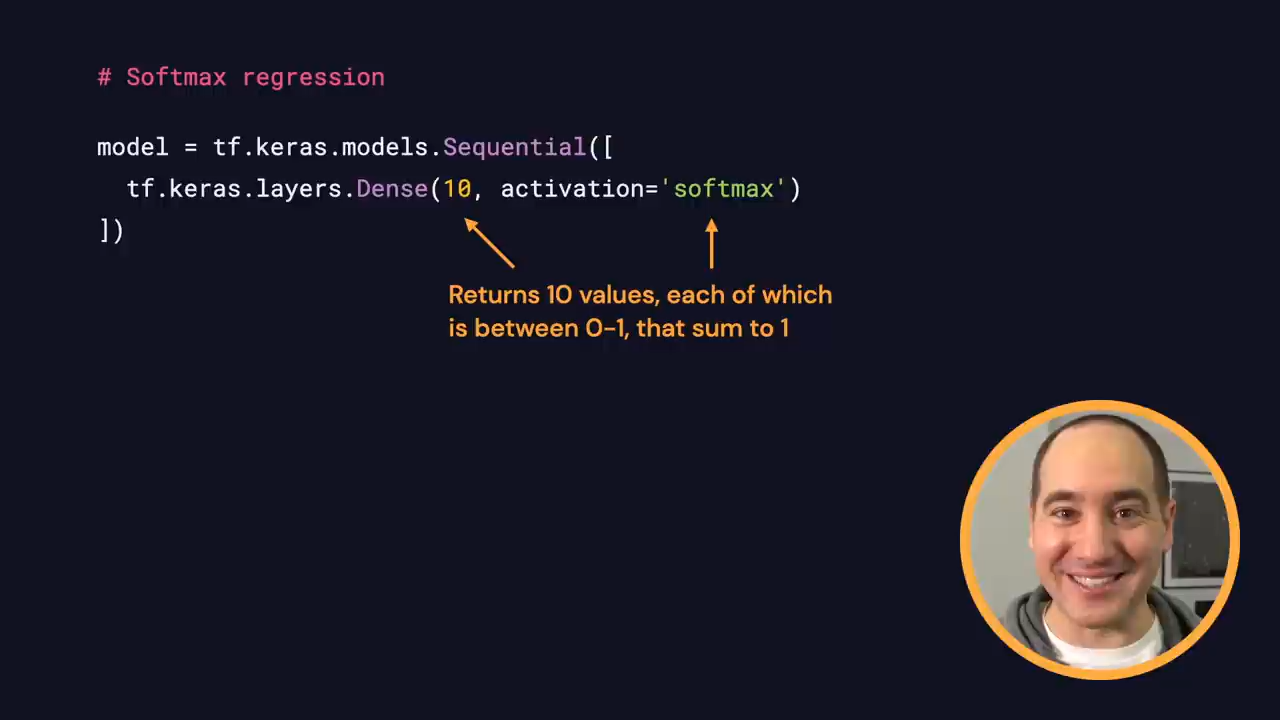 # Softmax regression
model = tf.keras.models.Sequential([
  tf.keras.layers.Dense(10, activation='softmax')
])
Returns 10 values, each of which
is between 0-1, that sum to 1